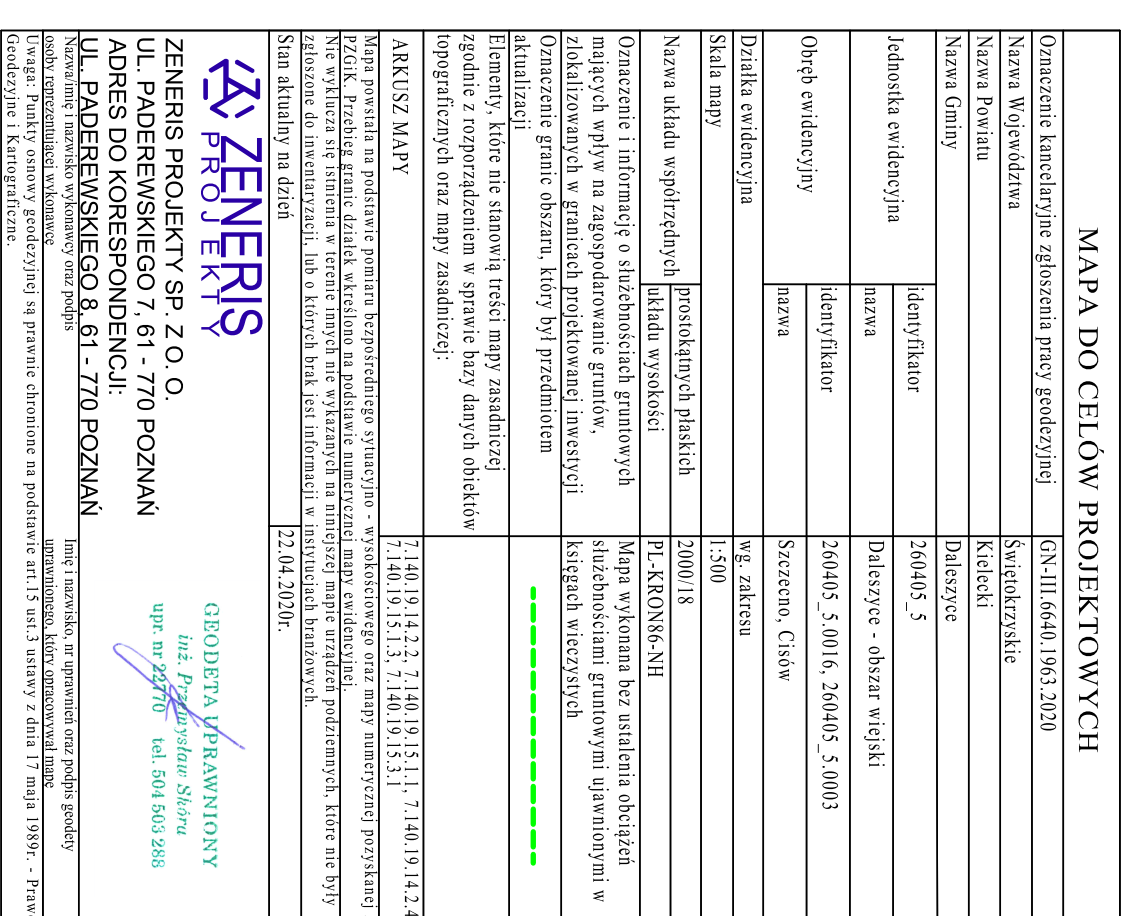 MAPA DO CELÓW PROJEKTOWYCH
Oznaczenie kancelaryjne zgłoszenia pracy geodezyjnej
GN-III.6640.1963.2020
Nazwa Województwa
Świętokrzyskie
Nazwa Powiatu
Kielecki
Nazwa Gminy
Daleszyce
Jednostka ewidencyjna
identyfikator
260405_5
nazwa
Daleszyce - obszar wiejski
Obręb ewidencyjny
identyfikator
260405_5.0016, 260405_5.0003
nazwa
Szczecno, Cisów
Działka ewidencyjna
wg. zakresu
Skala mapy
1:500
Nazwa układu współrzędnych
prostokątnych płaskich
2000/18
układu wysokości
PL-KRON86-NH
Oznaczenie i informację o służebnościach gruntowych
mających wpływ na zagospodarowanie gruntów,
zlokalizowanych w granicach projektowanej inwestycji
Mapa wykonana bez ustalenia obciążeń
służebnościami gruntowymi ujawnionymi w
księgach wieczystych
Oznaczenie granic obszaru, który był przedmiotem
aktualizacji
Elementy, które nie stanowią treści mapy zasadniczej
zgodnie z rozporządzeniem w sprawie bazy danych obiektów
topograficznych oraz mapy zasadniczej:
ARKUSZ MAPY
7.140.19.14.2.2, 7.140.19.15.1.1, 7.140.19.14.2.4
7.140.19.15.1.3, 7.140.19.15.3.1
Mapa powstała na podstawie pomiaru bezpośredniego sytuacyjno - wysokościowego oraz mapy numerycznej pozyskanej
PZGiK. Przebieg granic działek wkreślono na podstawie numerycznej mapy ewidencyjnej.
Nie wyklucza się istnienia w terenie innych nie wykazanych na niniejszej mapie urządzeń podziemnych, które nie były
zgłoszone do inwentaryzacji, lub o których brak jest informacji w instytucjach branżowych.
Stan aktualny na dzień
22.04.2020r.
ZENERIS
PROJEKTY
ZENERIS PROJEKTY SP. Z O. O.
UL. PADEREWSKIEGO 7, 61 - 770 POZNAŃ
ADRES DO KORESPONDENCJI:
UL. PADEREWSKIEGO 8, 61 - 770 POZNAŃ
GEODETA UPRAWNIONY
inż. Przemysław Skóra
upr. nr 22770 tel. 504 503 288
Nazwa/imię i nazwisko wykonawcy oraz podpis
osoby reprezentującej wykonawcę
Imię i nazwisko, nr uprawnień oraz podpis geodety
uprawnionego, który opracowywał mapę
Uwaga: Punkty osnowy geodezyjnej są prawnie chronione na podstawie art.15 ust.3 ustawy z dnia 17 maja 1989r. - Prawo
Geodezyjne i Kartograficzne.